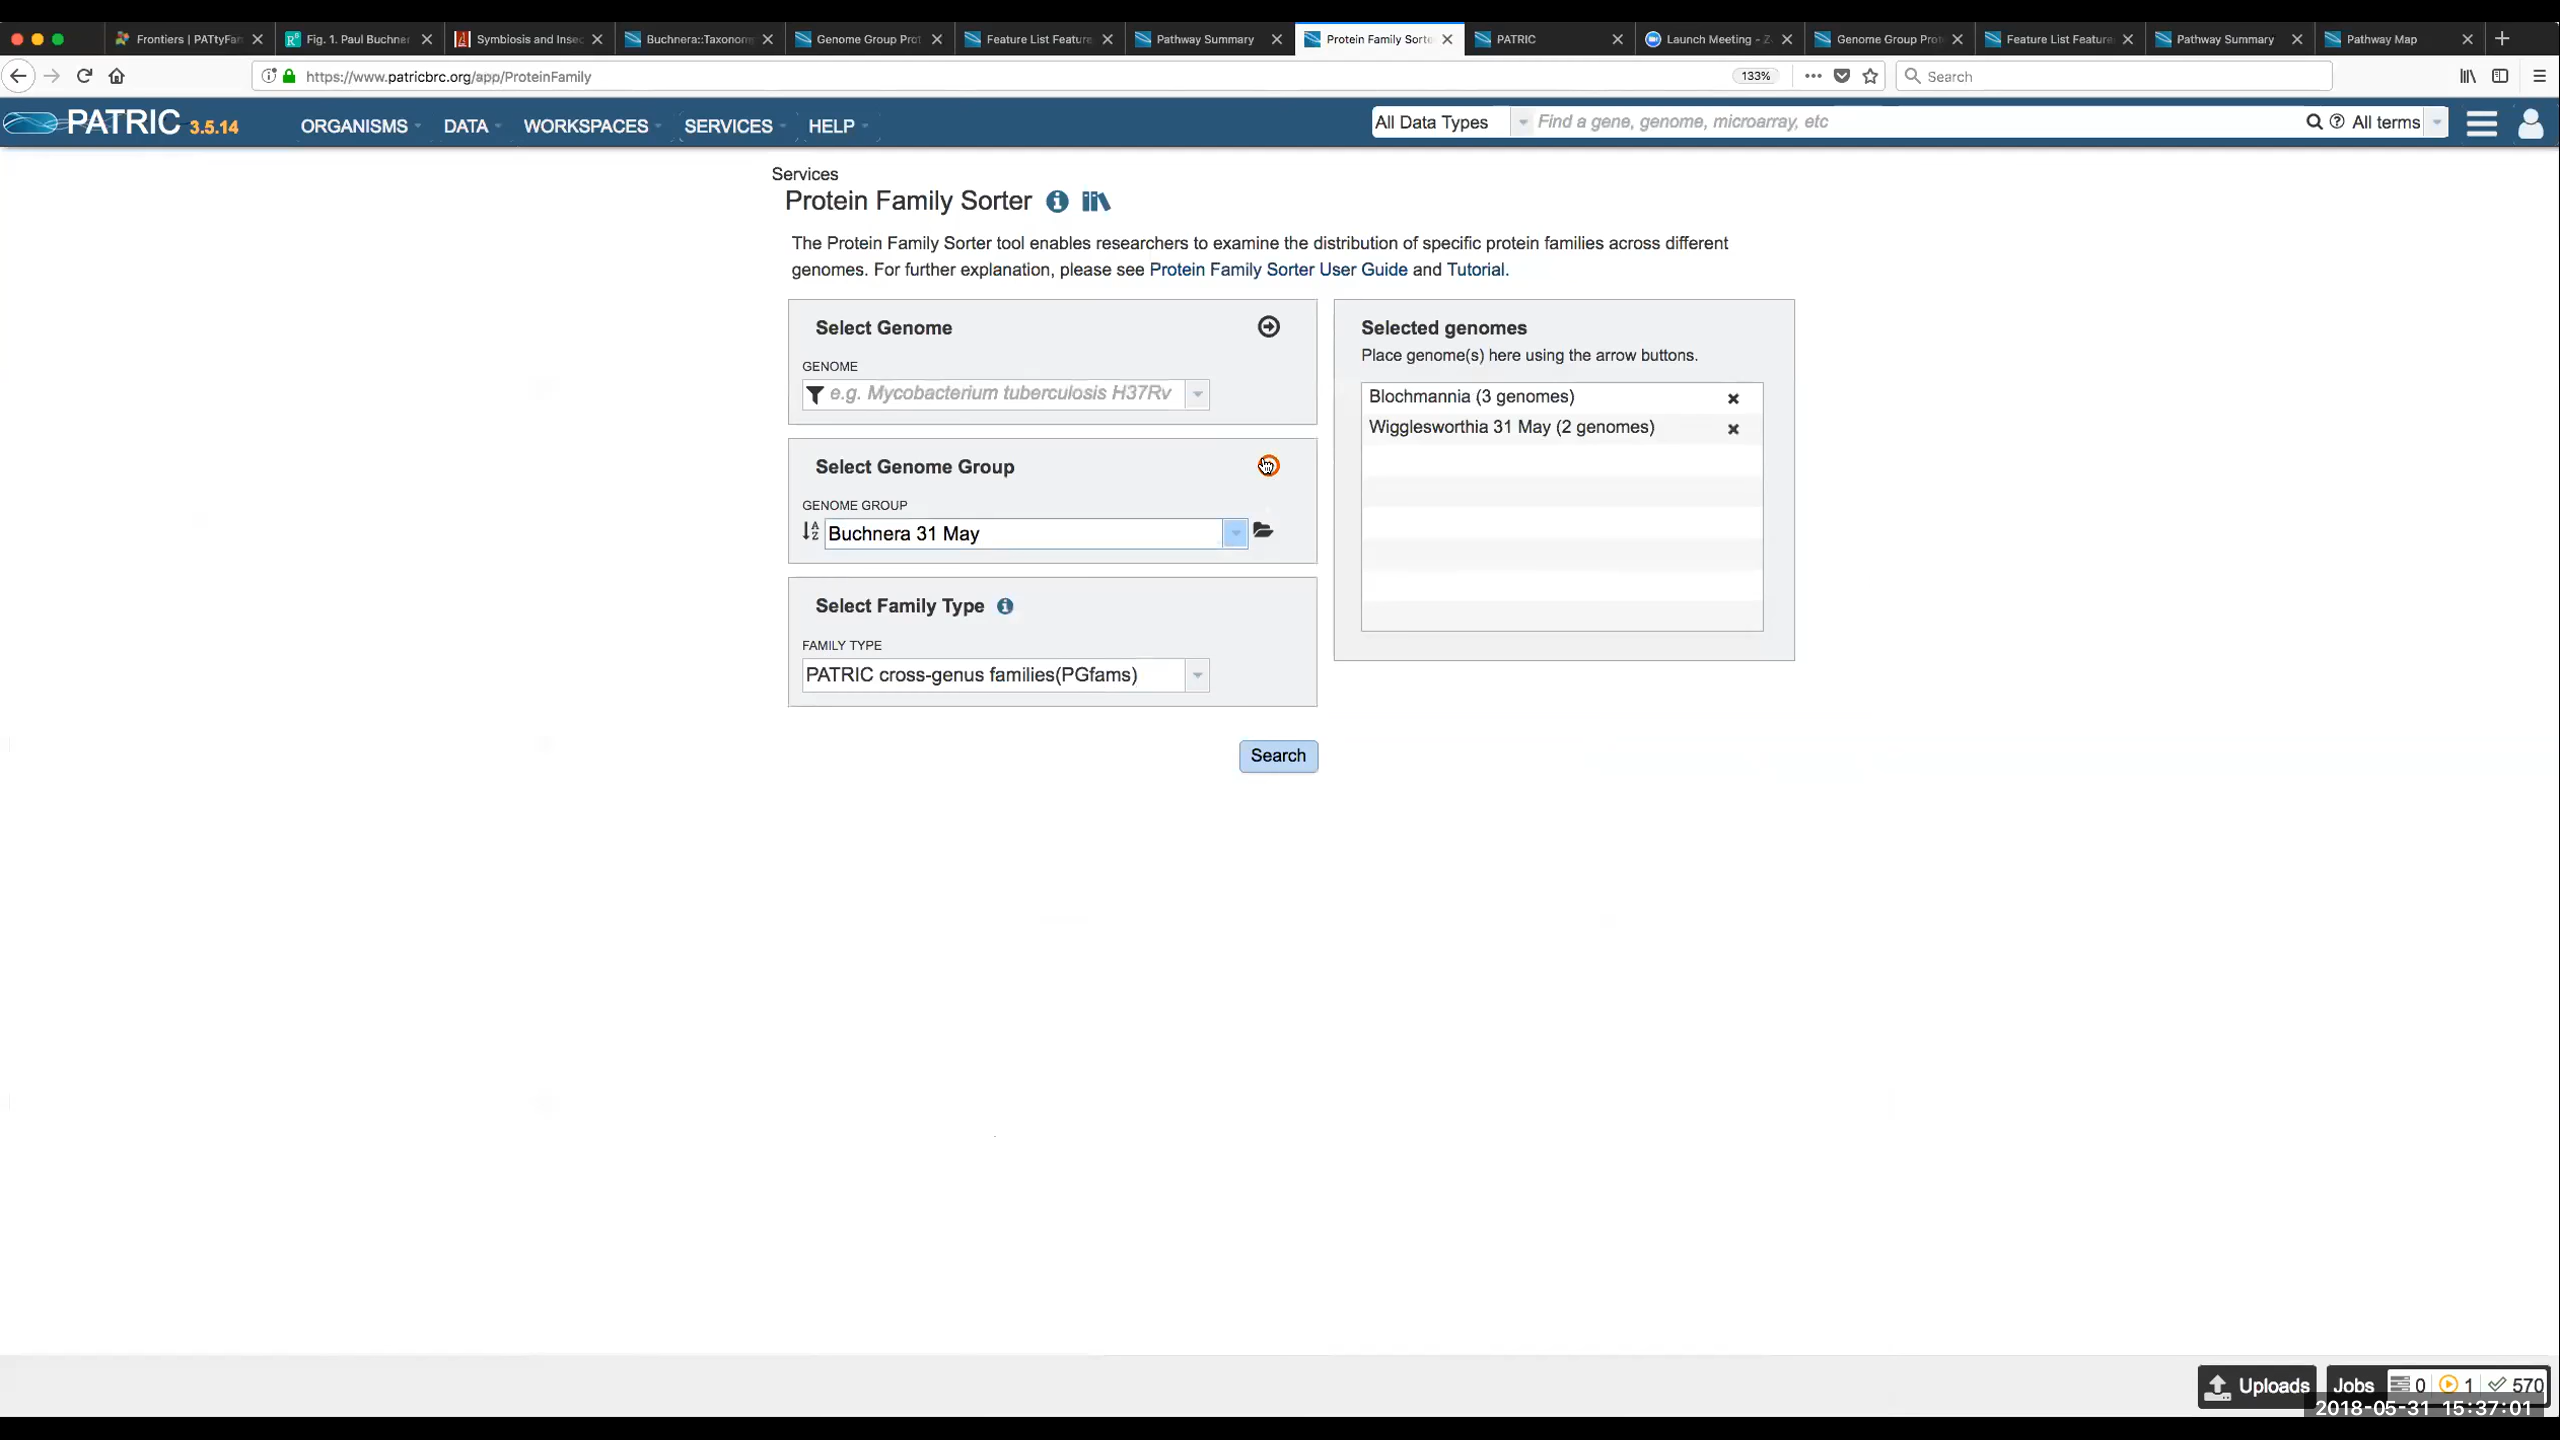 Frontiers | PATtyFam
Fig. 1. Paul Buchner
Symbiosis and Insec
Buchnera::Taxonom
Genome Group Prot
Feature List Feature
Pathway Summary
Protein Family Sorte
PATRIC
Launch Meeting - Z
Genome Group Prot
Feature List Feature
Pathway Summary
Pathway Map
https://www.patricbrc.org/app/ProteinFamily
133%
Search
PATRIC 3.5.14
ORGANISMS
DATA
WORKSPACES
SERVICES
HELP
All Data Types
Find a gene, genome, microarray, etc
All terms
Services
Protein Family Sorter
The Protein Family Sorter tool enables researchers to examine the distribution of specific protein families across different
genomes. For further explanation, please see Protein Family Sorter User Guide and Tutorial.
Select Genome
GENOME
e.g. Mycobacterium tuberculosis H37Rv
Select Genome Group
GENOME GROUP
Buchnera 31 May
Select Family Type
FAMILY TYPE
PATRIC cross-genus families(PGfams)
Selected genomes
Place genome(s) here using the arrow buttons.
Blochmannia (3 genomes)
Wigglesworthia 31 May (2 genomes)
Search
Uploads
Jobs 0 1 570
2018-05-31 15:37:01